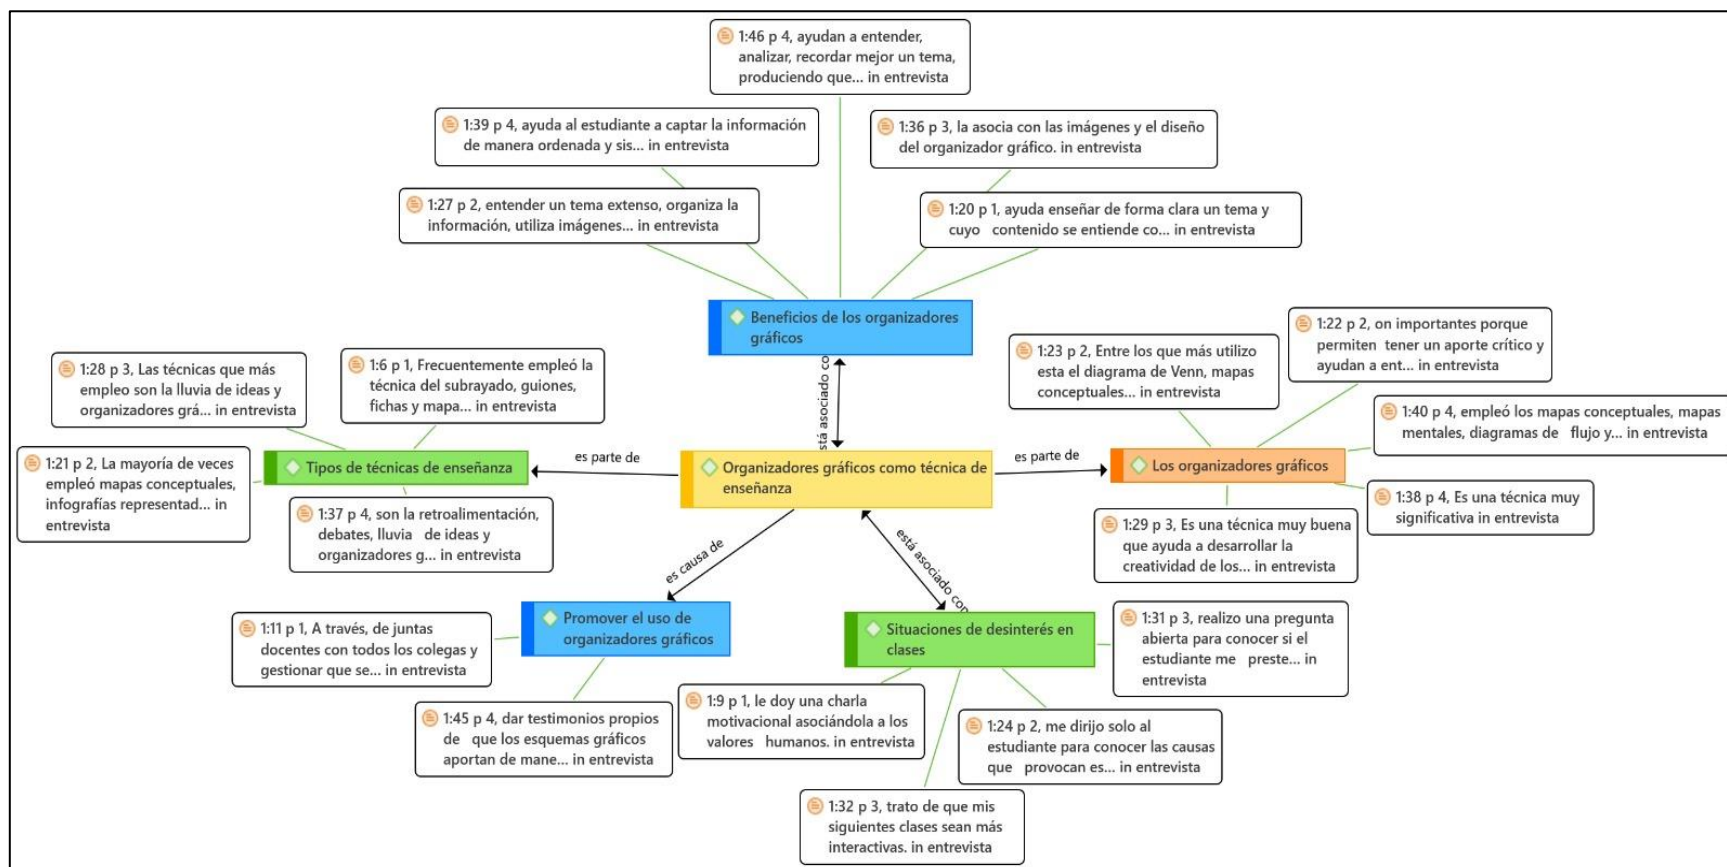 1:46 p 4, ayudan a entender,
analizar, recordar mejor un tema,
produciendo que... in entrevista
1:39 p 4, ayuda al estudiante a captar la información
de manera ordenada y sis... in entrevista
1:36 p 3, la asocia con las imágenes y el diseño
del organizador gráfico. in entrevista
1:27 p 2, entender un tema extenso, organiza la
información, utiliza imágenes... in entrevista
1:20 p 1, ayuda enseñar de forma clara un tema y
cuyo contenido se entiende co... in entrevista
Beneficios de los organizadores
gráficos
stá asociado co
1:28 p 3, Las técnicas que más
empleo son la lluvia de ideas y
organizadores grá... in entrevista
1:6 p 1, Frecuentemente empleó la
técnica del subrayado, guiones,
fichas y mapa... in entrevista
1:21 p 2, La mayoría de veces
empleó mapas conceptuales,
infografías representad... in
entrevista
Tipos de técnicas de enseñanza
1:37 p 4, son la retroalimentación,
debates, lluvia de ideas y
organizadores g... in entrevista
es parte de
Organizadores gráficos como técnica de
enseñanza
es parte de
1:23 p 2, Entre los que más utilizo
esta el diagrama de Venn, mapas
conceptuales... in entrevista
1:22 p 2, on importantes porque
permiten tener un aporte crítico y
ayudan a ent... in entrevista
1:40 p 4, empleó los mapas conceptuales, mapas
mentales, diagramas de flujo y... in entrevista
Los organizadores gráficos
1:38 p 4, Es una técnica muy
significativa in entrevista
1:29 p 3, Es una técnica muy buena
que ayuda a desarrollar la
creatividad de los... in entrevista
es causa de
está asociado con
Promover el uso de
organizadores gráficos
1:11 p 1, A través, de juntas
docentes con todos los colegas y
gestionar que se... in entrevista
1:45 p 4, dar testimonios propios
de que los esquemas gráficos
aportan de mane... in entrevista
Situaciones de desinterés en
clases
1:31 p 3, realizo una pregunta
abierta para conocer si el
estudiante me preste... in
entrevista
1:9 p 1, le doy una charla
motivacional asociándola a los
valores humanos. in entrevista
1:24 p 2, me dirijo solo al
estudiante para conocer las causas
que provocan es... in entrevista
1:32 p 3, trato de que mis
siguientes clases sean más
interactivas. in entrevista